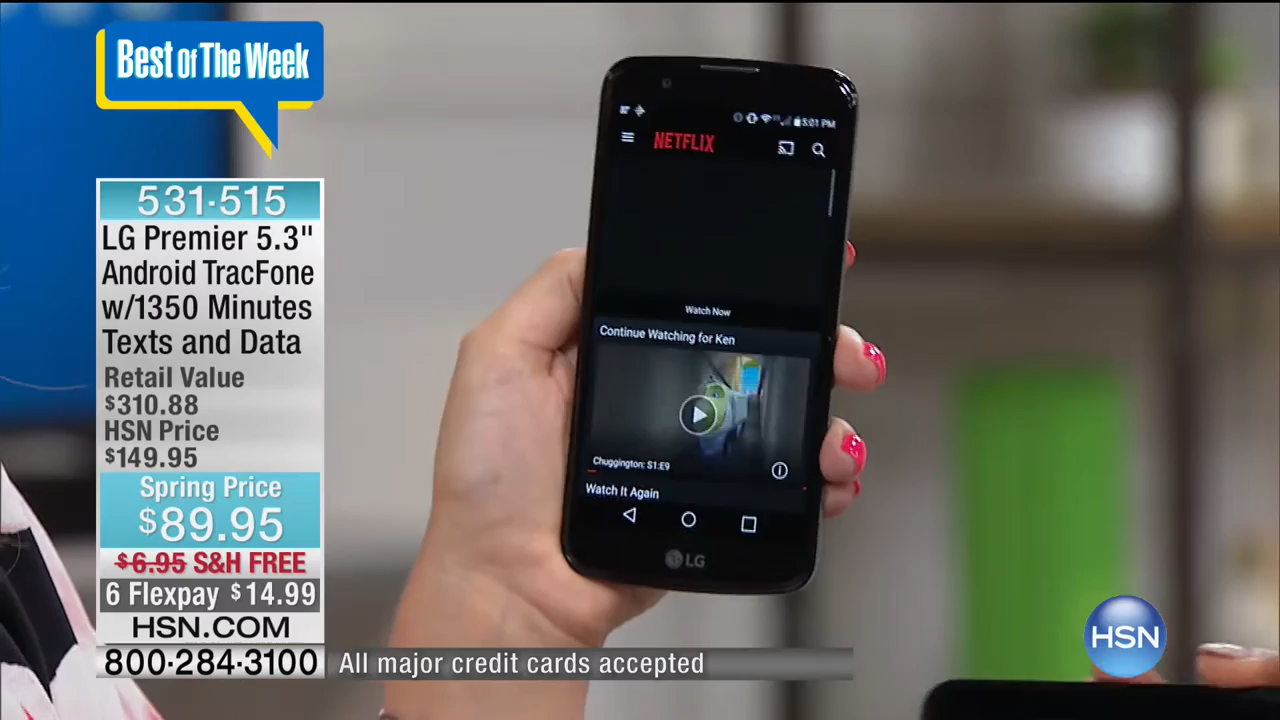 Best Of The Week
531-515
LG Premier 5.3"
Android TracFone
w/1350 Minutes
Texts and Data
Retail Value
$310.88
HSN Price
$149.95
Spring Price
$89.95
$6.95 S&H FREE
6 Flexpay $14.99
HSN.COM
800-284-3100
All major credit cards accepted
5:01 PM
NETFLIX
Watch Now
Continue Watching for Ken
Chuggington: S1:E9
Watch It Again
LG
HSN